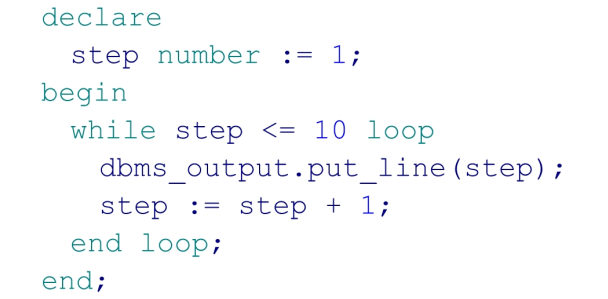 declare
  step number := 1;
begin
  while step <= 10 loop
    dbms_output.put_line(step);
    step := step + 1;
  end loop;
end;